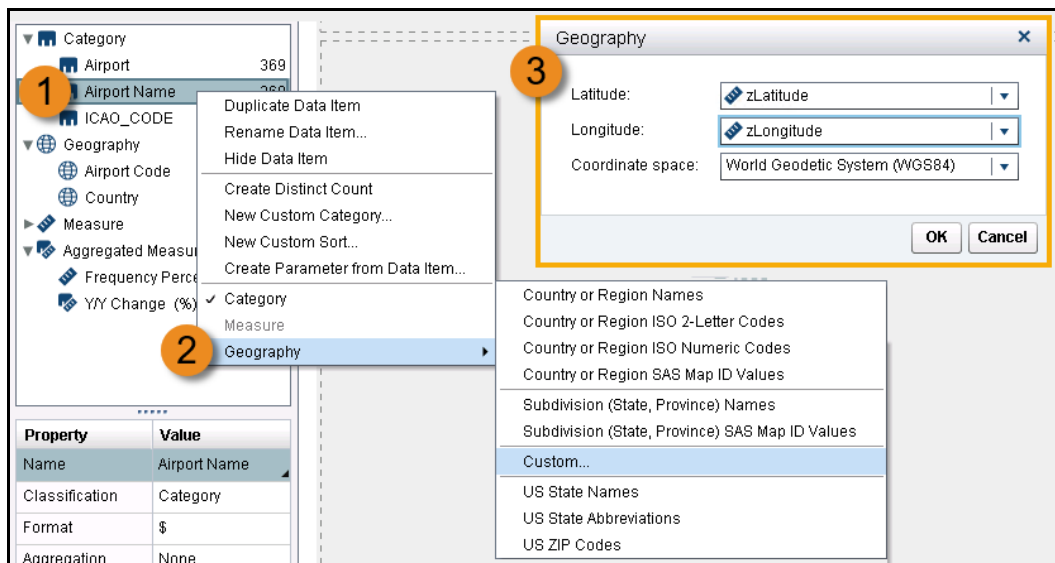 Category
Airport 369
1
Airport Name
ICAO_CODE
Geography
Airport Code
Country
Measure
Aggregated Measu
Frequency Perce
Y/Y Change (%)
Duplicate Data Item
Rename Data Item...
Hide Data Item
Create Distinct Count
New Custom Category...
New Custom Sort...
Create Parameter from Data Item...
✓ Category
Measure
2
Geography
Country or Region Names
Country or Region ISO 2-Letter Codes
Country or Region ISO Numeric Codes
Country or Region SAS Map ID Values
Subdivision (State, Province) Names
Subdivision (State, Province) SAS Map ID Values
Custom...
US State Names
US State Abbreviations
US ZIP Codes
3
Geography
Latitude: zLatitude
Longitude: zLongitude
Coordinate space: World Geodetic System (WGS84)
OK Cancel
Property Value
Name Airport Name
Classification Category
Format $
Aggregation None